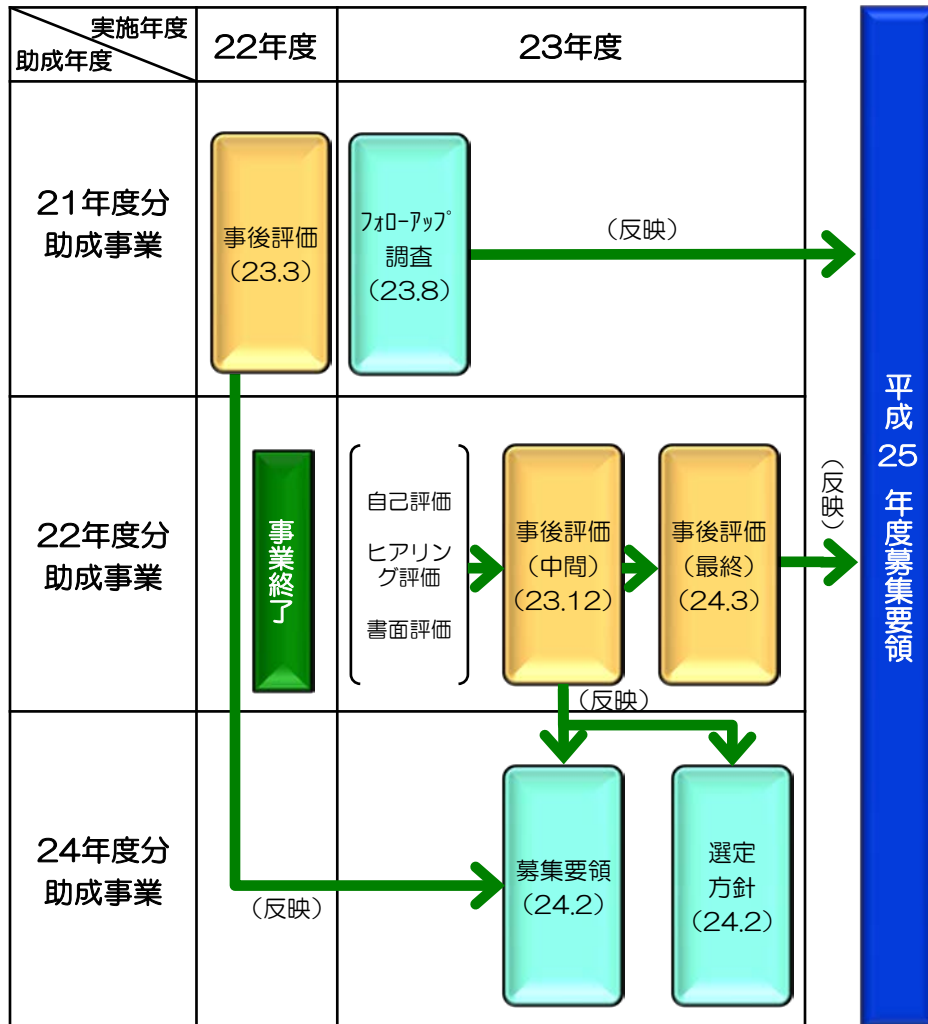 実施年度
助成年度
22年度
23年度
21年度分
助成事業
事後評価
（23.3）
ﾌｫﾛｰｱｯﾌﾟ
調査
（23.8）
（反映）
22年度分
助成事業
事業終了
自己評価
ヒアリン
グ評価
書面評価
事後評価
（中間）
（23.12）
事後評価
（最終）
（24.3）
（反映）
（反映）
24年度分
助成事業
（反映）
募集要領
（24.2）
選定
方針
（24.2）
平成25年度募集要領